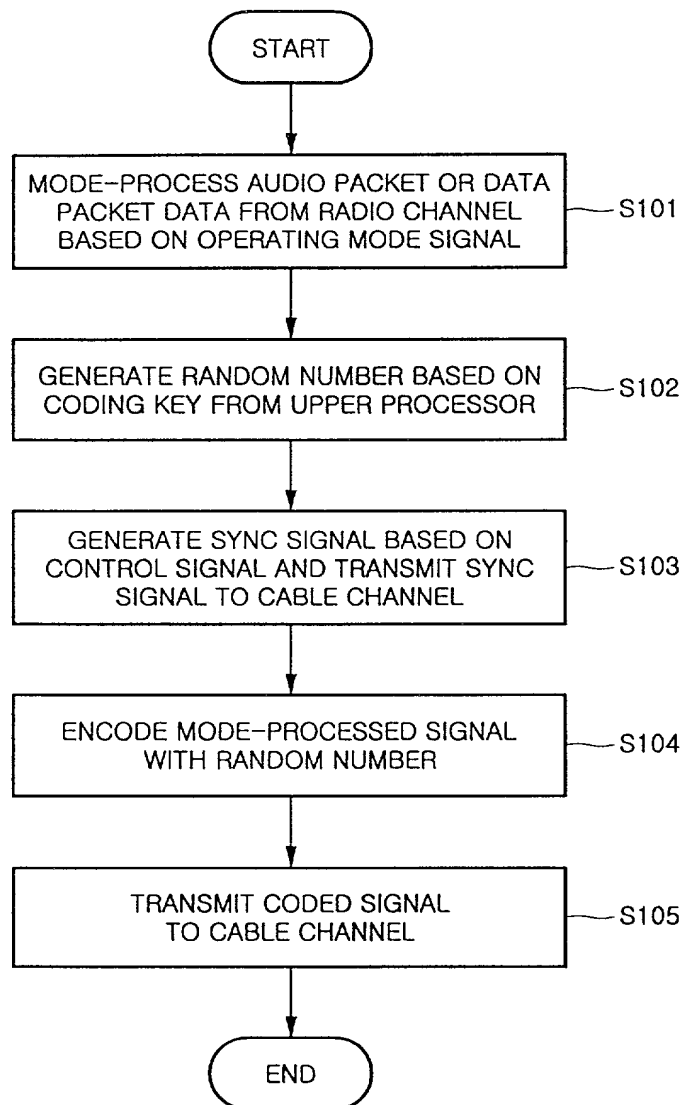 START
MODE-PROCESS AUDIO PACKET OR DATA
PACKET DATA FROM RADIO CHANNEL
BASED ON OPERATING MODE SIGNAL
S101
GENERATE RANDOM NUMBER BASED ON
CODING KEY FROM UPPER PROCESSOR
S102
GENERATE SYNC SIGNAL BASED ON
CONTROL SIGNAL AND TRANSMIT SYNC
SIGNAL TO CABLE CHANNEL
S103
ENCODE MODE-PROCESSED SIGNAL
WITH RANDOM NUMBER
S104
TRANSMIT CODED SIGNAL
TO CABLE CHANNEL
S105
END